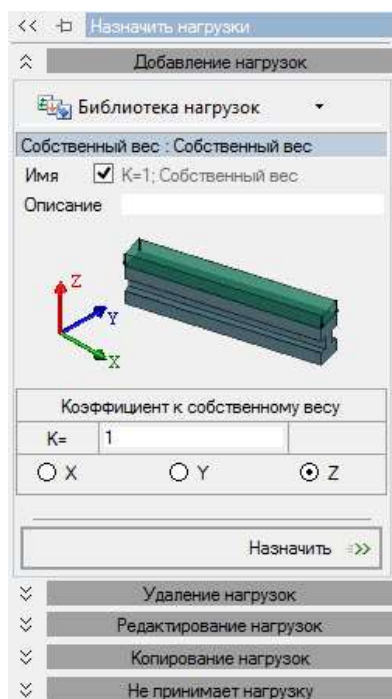 << Назначить нагрузки
Добавление нагрузок
Библиотека нагрузок
Собственный вес : Собственный вес
Имя K=1; Собственный вес
Описание
Z
Y
X
Коэффициент к собственному весу
K= 1
X Y Z
Назначить >>
Удаление нагрузок
Редактирование нагрузок
Копирование нагрузок
Не принимает нагрузку